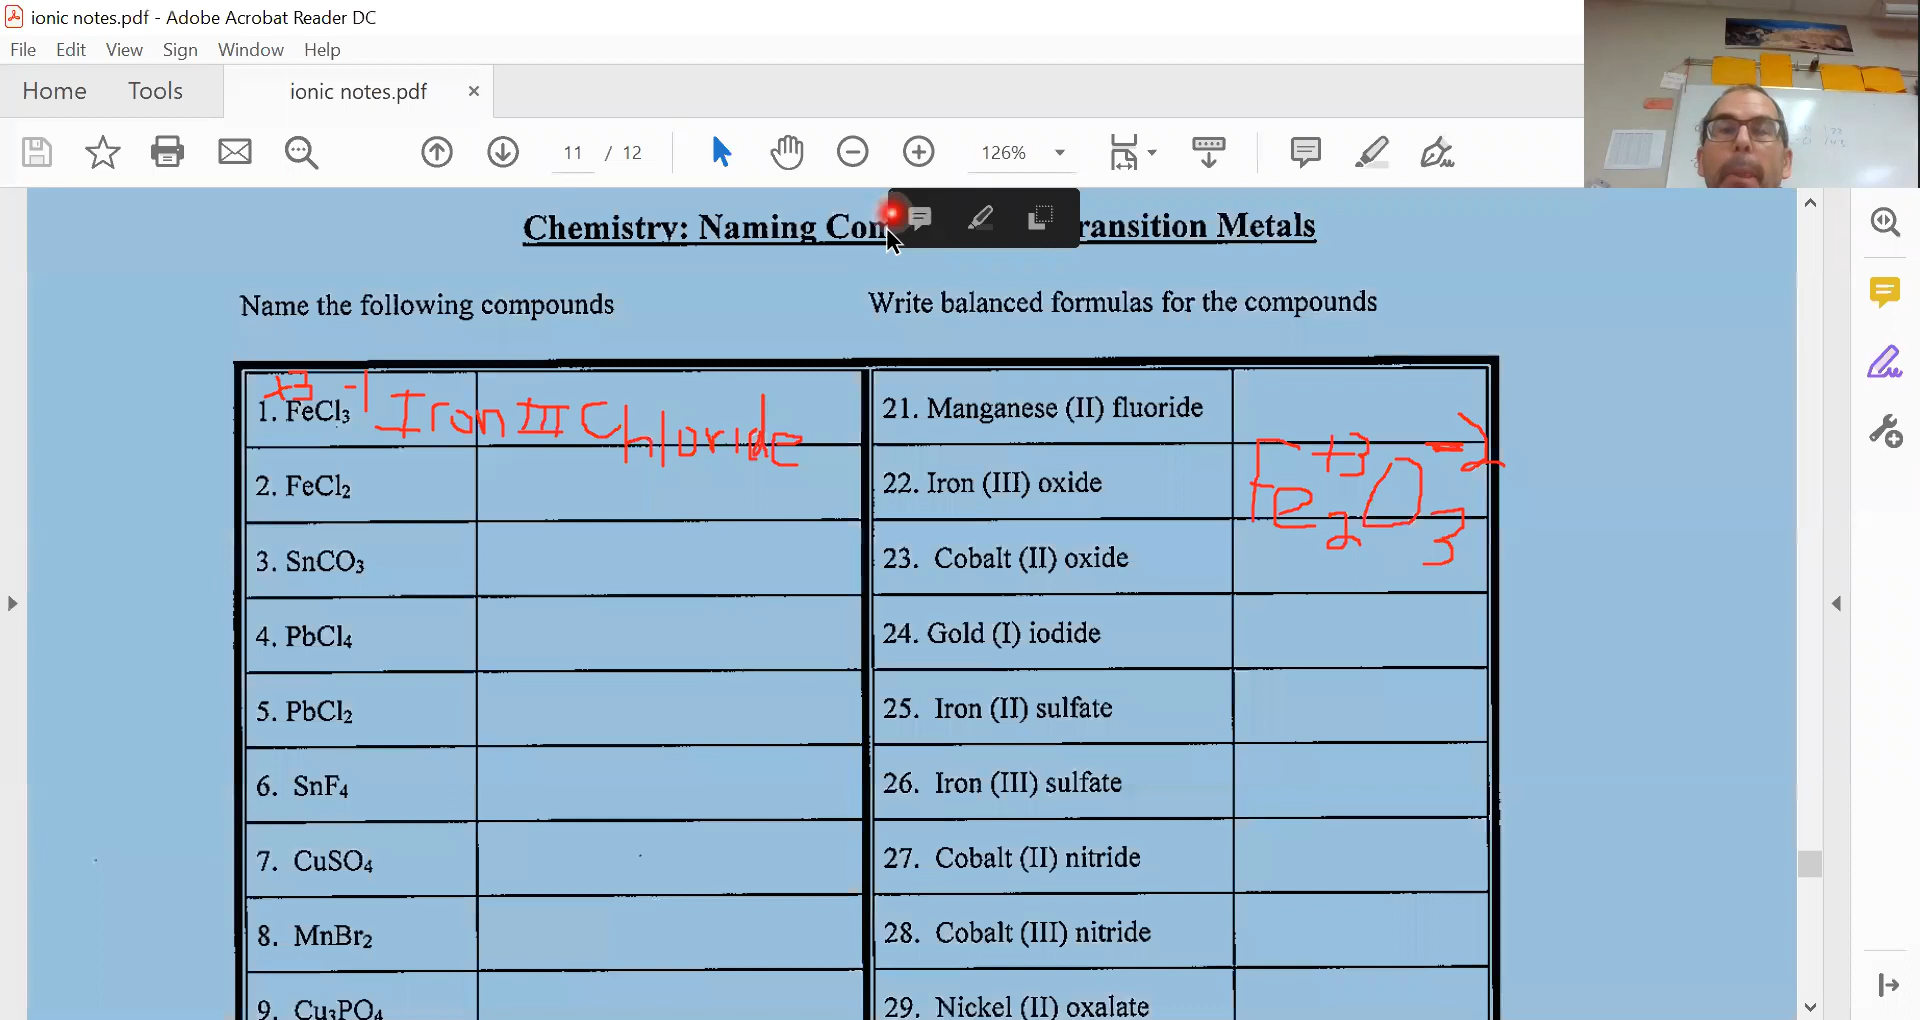 ionic notes.pdf - Adobe Acrobat Reader DC
File Edit View Sign Window Help
Home Tools ionic notes.pdf ×
11 / 12 126%
Chemistry: Naming Com ransition Metals
Name the following compounds
Write balanced formulas for the compounds
+3 -1
1. FeCl₃ Iron III Chloride
2. FeCl₂
3. SnCO₃
4. PbCl₄
5. PbCl₂
6. SnF₄
7. CuSO₄
8. MnBr₂
9. Cu₃PO₄
21. Manganese (II) fluoride
22. Iron (III) oxide Fe₂⁺³O₃⁻²
23. Cobalt (II) oxide
24. Gold (I) iodide
25. Iron (II) sulfate
26. Iron (III) sulfate
27. Cobalt (II) nitride
28. Cobalt (III) nitride
29. Nickel (II) oxalate